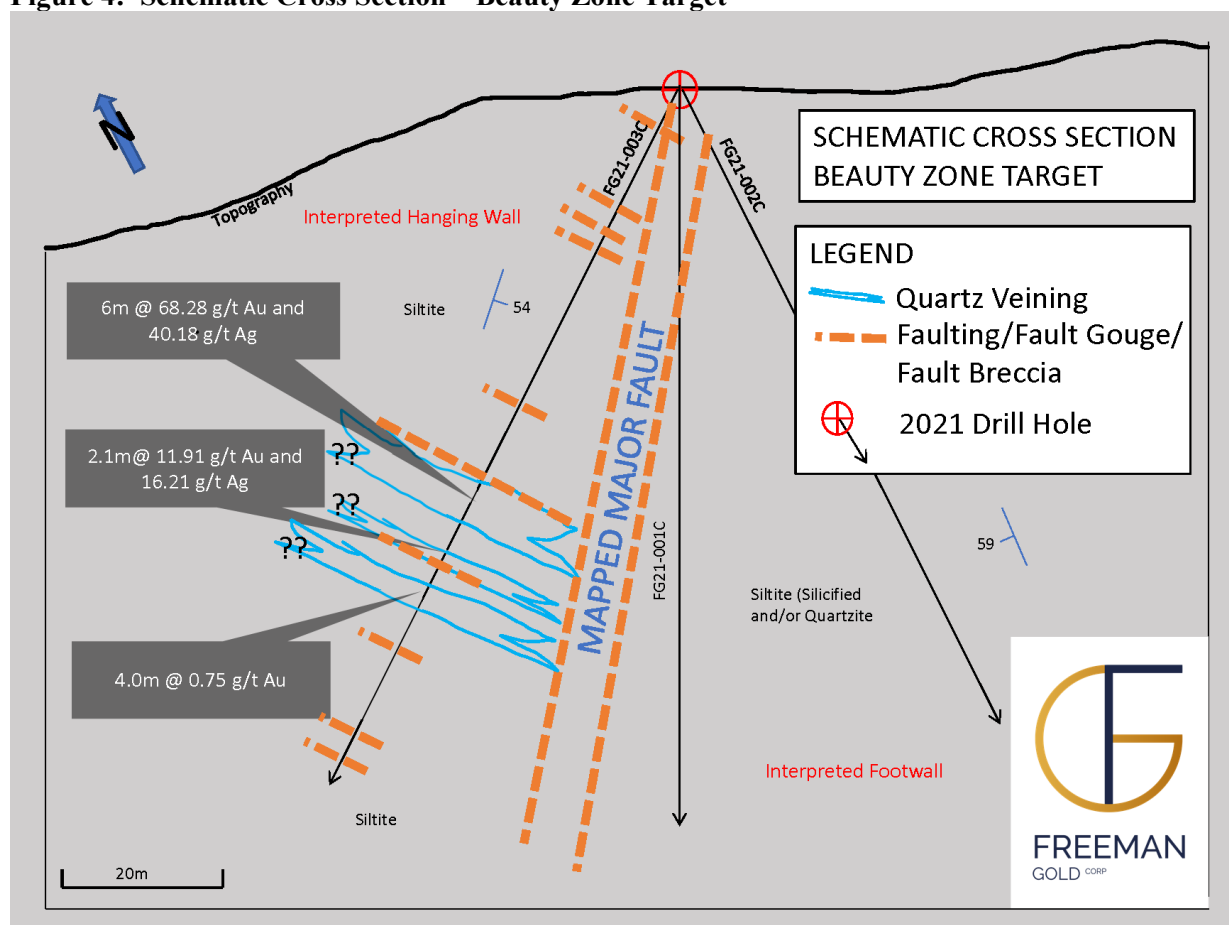 Figure 4: Schematic Cross Section – Beauty Zone Target
N
SCHEMATIC CROSS SECTION
BEAUTY ZONE TARGET
Topography
Interpreted Hanging Wall
FG21-003C
FG21-002C
LEGEND
Quartz Veining
Faulting/Fault Gouge/
Fault Breccia
2021 Drill Hole
6m @ 68.28 g/t Au and
40.18 g/t Ag
Siltite
54
MAPPED MAJOR FAULT
FG21-001C
??
2.1m@ 11.91 g/t Au and
16.21 g/t Ag
??
??
59
Siltite (Silicified
and/or Quartzite
4.0m @ 0.75 g/t Au
Interpreted Footwall
Siltite
20m
FREEMAN
GOLD CORP